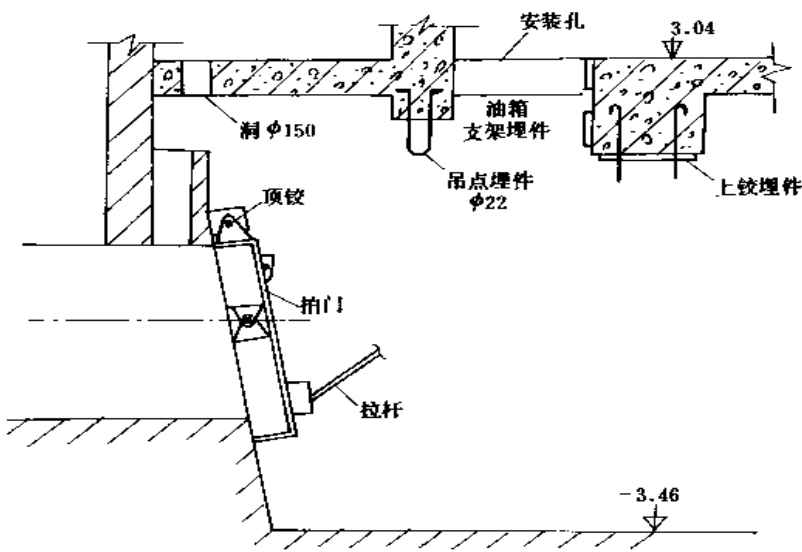 安装孔
3.04
洞 φ150
油箱
支架埋件
吊点埋件
φ22
上铰埋件
顶铰
拍门
拉杆
-3.46